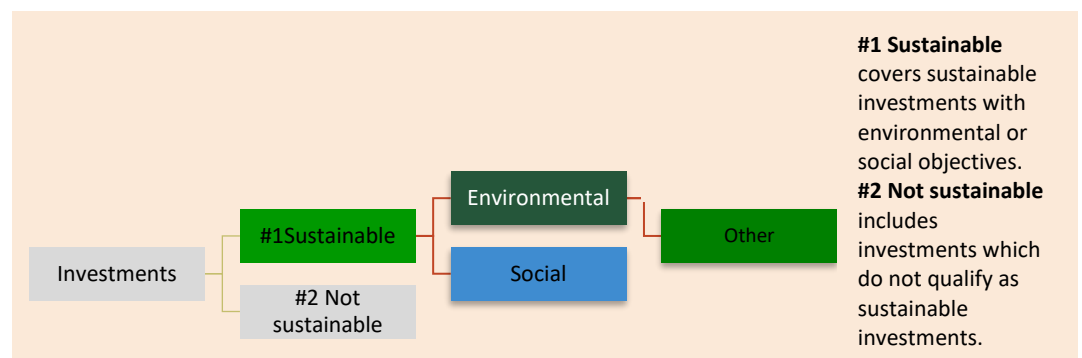 Investments
#1Sustainable
#2 Not
sustainable
Environmental
Social
Other
#1 Sustainable
covers sustainable
investments with
environmental or
social objectives.
#2 Not sustainable
includes
investments which
do not qualify as
sustainable
investments.